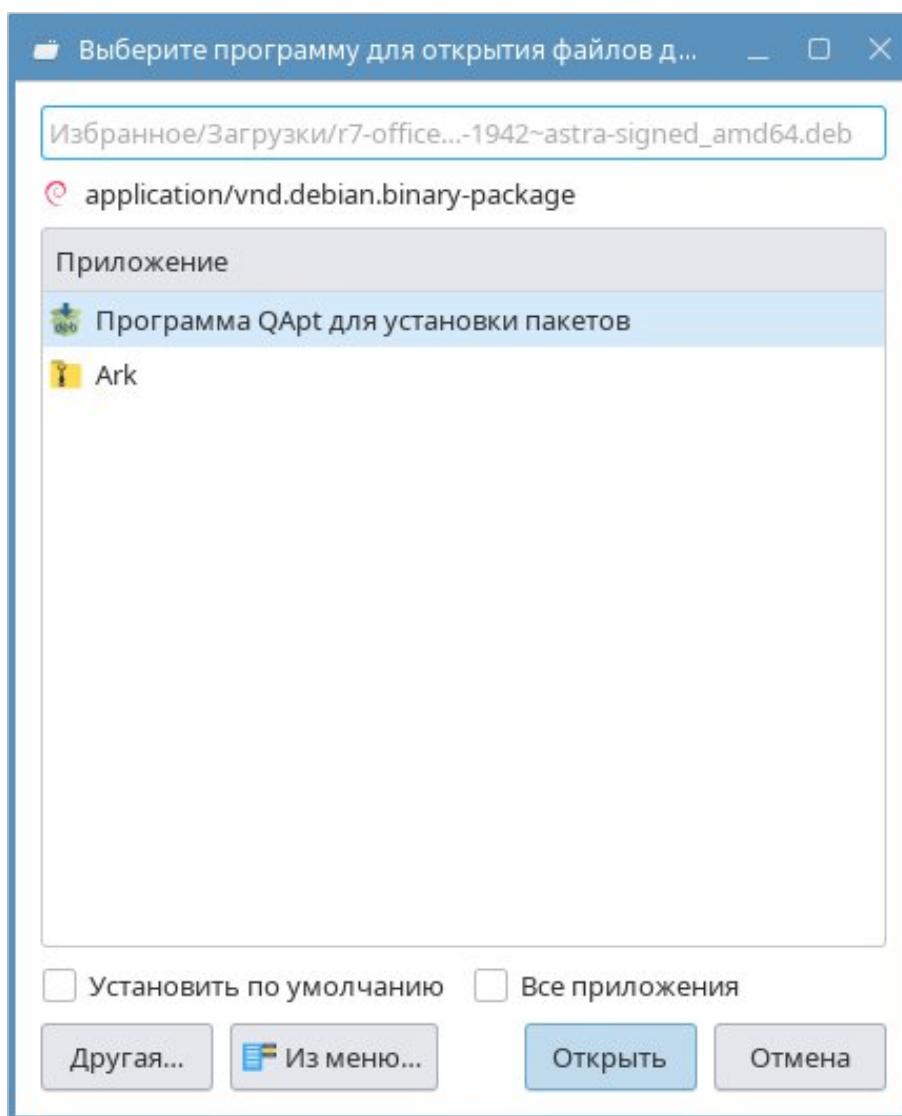 Выберите программу для открытия файлов д...
Избранное/Загрузки/r7-office...-1942~astra-signed_amd64.deb
application/vnd.debian.binary-package
Приложение
deb Программа QApt для установки пакетов
Ark
Установить по умолчанию Все приложения
Другая... Из меню... Открыть Отмена